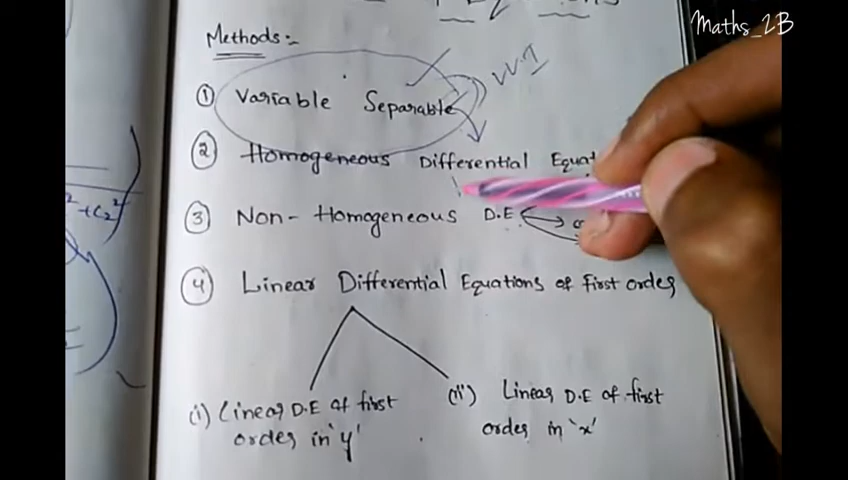 Maths_2B
Methods:-
① Variable Separable V.V.I
② Homogeneous Differential Equat
③ Non-Homogeneous D.E
④ Linear Differential Equations of First Order
(i) Linear D.E of first
order in 'y'
(ii) Linear D.E of first
order in 'x'